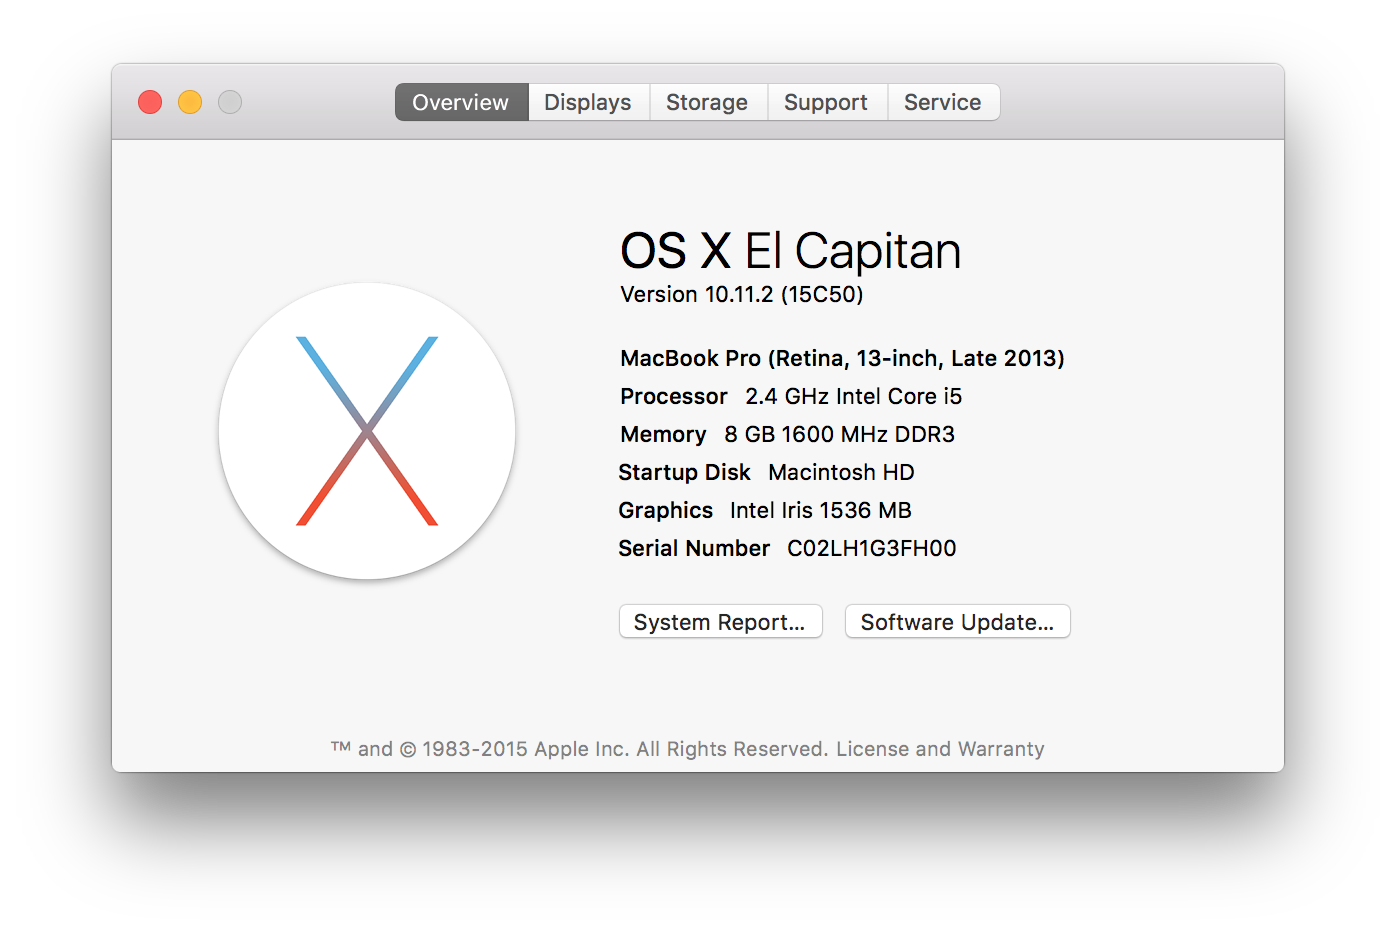 Overview Displays Storage Support Service
OS X El Capitan
Version 10.11.2 (15C50)
MacBook Pro (Retina, 13-inch, Late 2013)
Processor 2.4 GHz Intel Core i5
Memory 8 GB 1600 MHz DDR3
Startup Disk Macintosh HD
Graphics Intel Iris 1536 MB
Serial Number C02LH1G3FH00
System Report... Software Update...
™ and © 1983-2015 Apple Inc. All Rights Reserved. License and Warranty